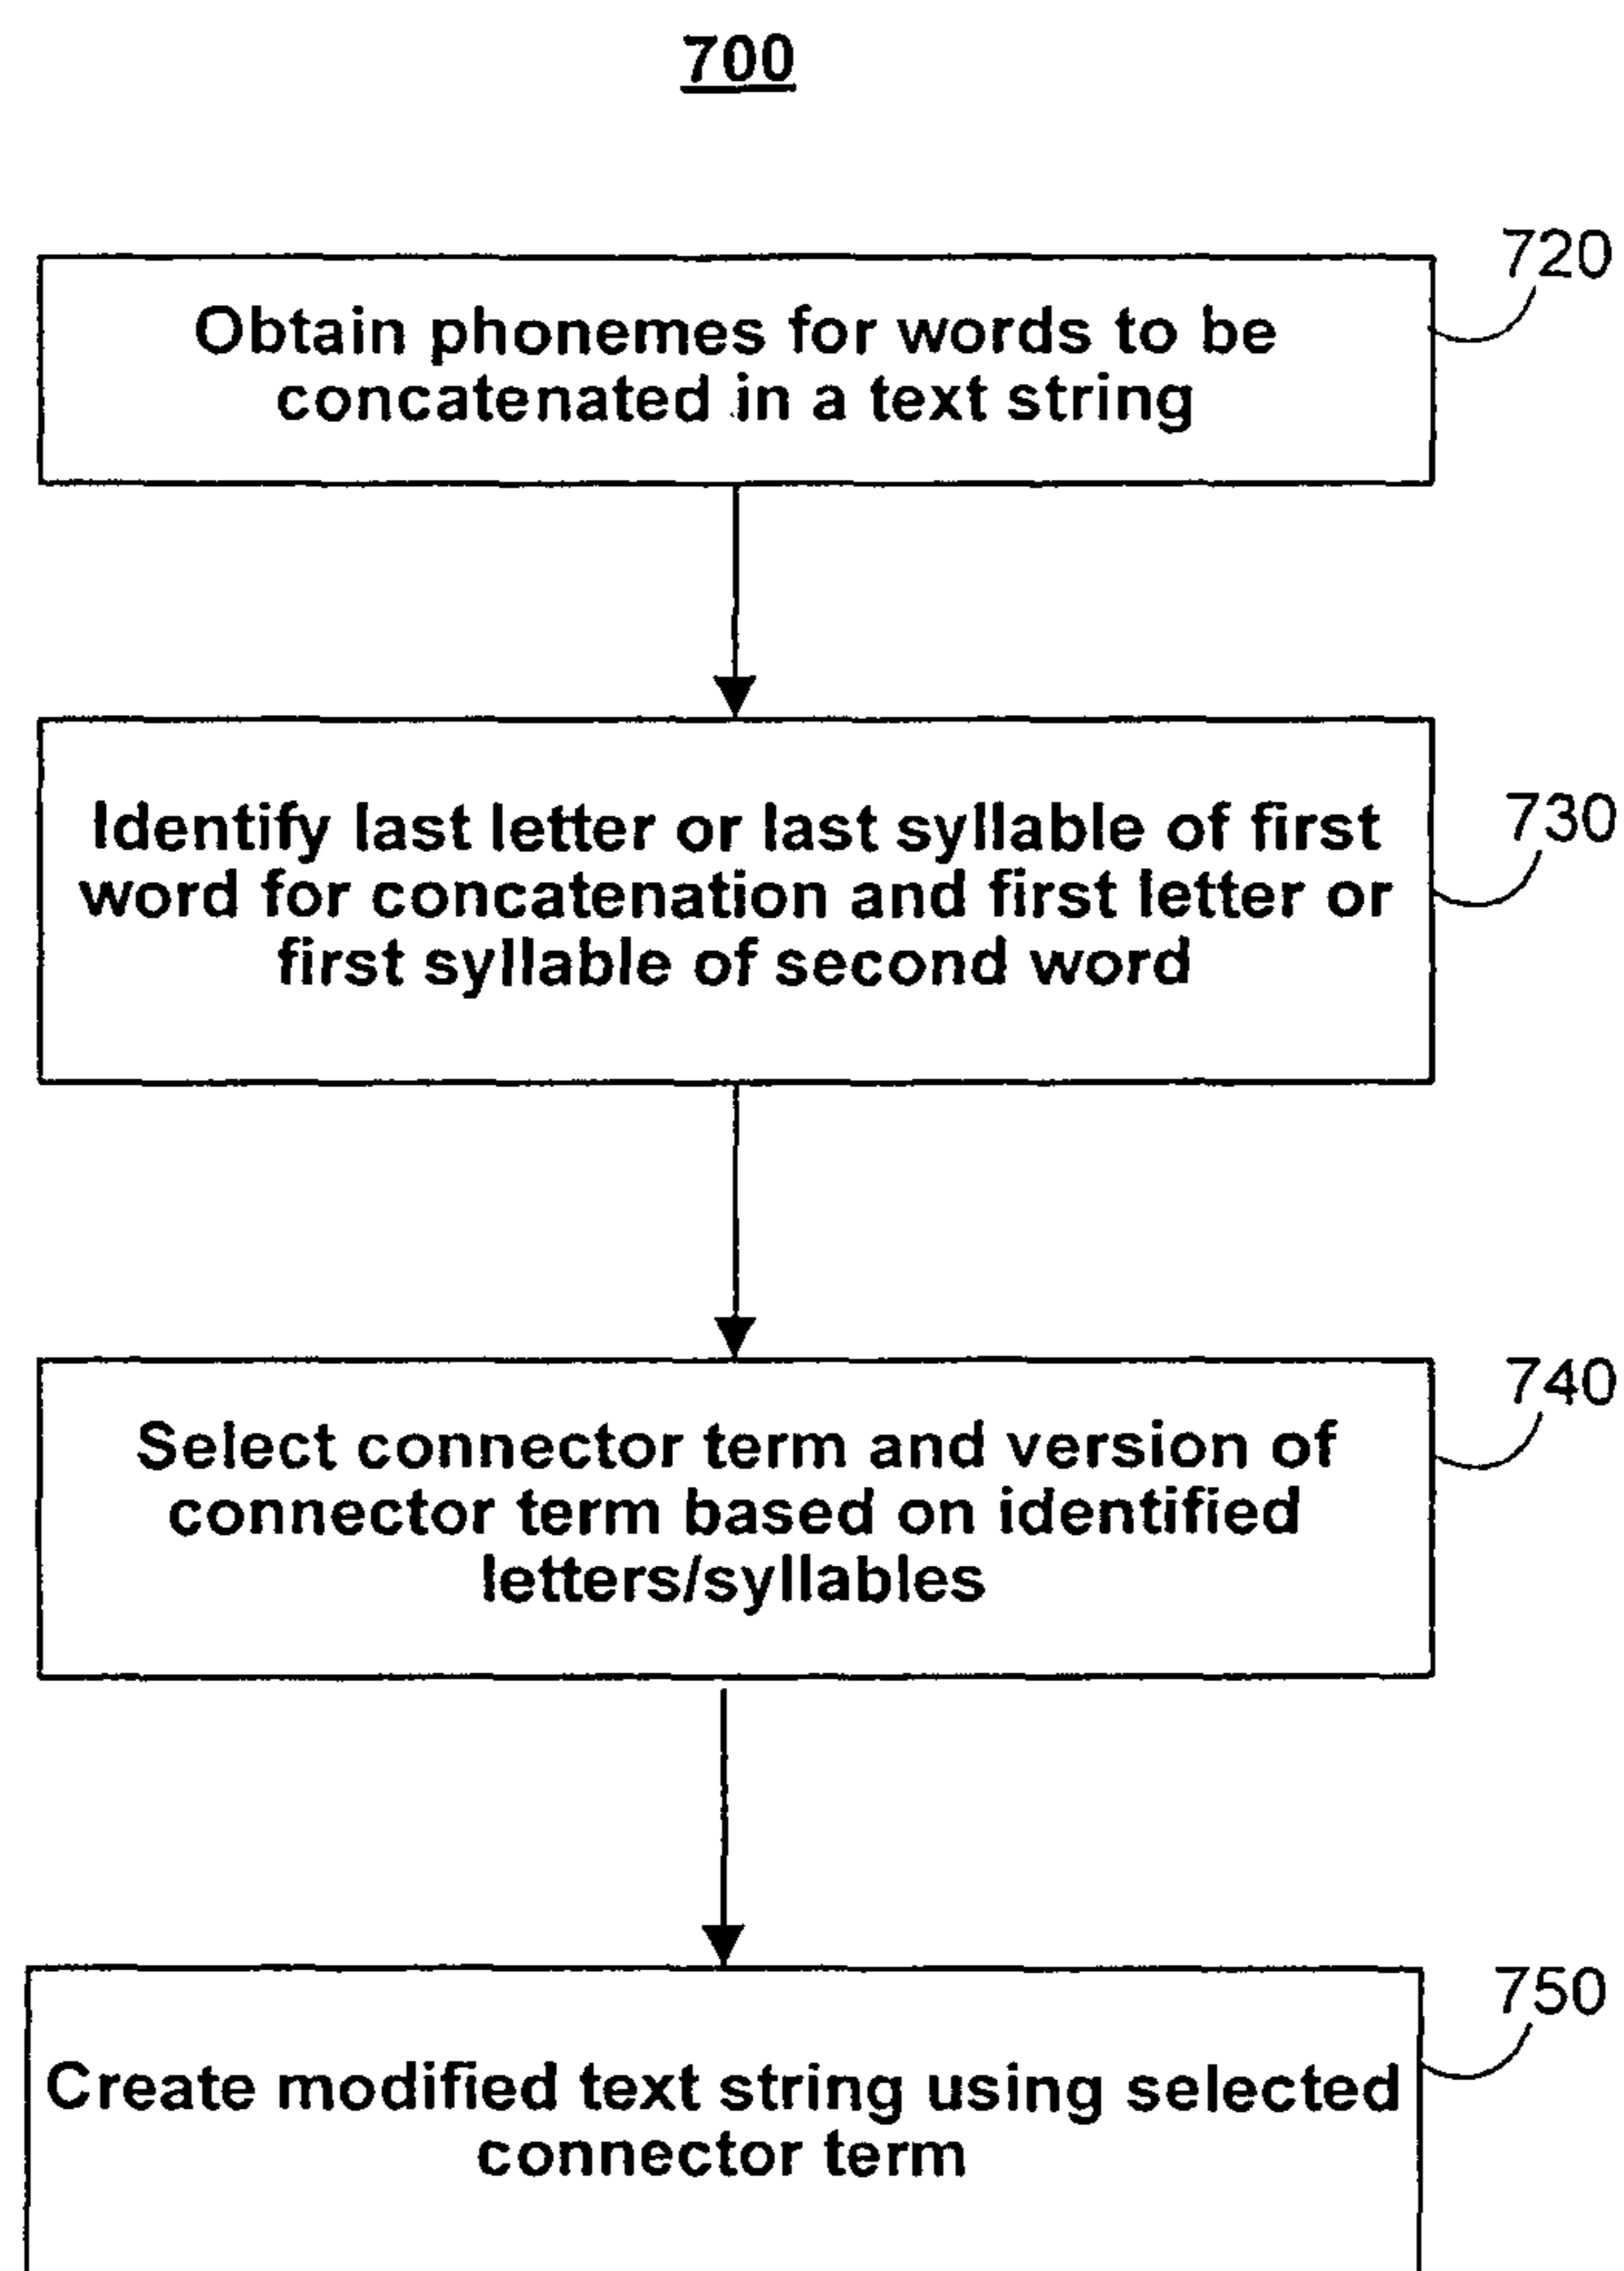 700
720
Obtain phonemes for words to be
concatenated in a text string
730
Identify last letter or last syllable of first
word for concatenation and first letter or
first syllable of second word
740
Select connector term and version of
connector term based on identified
letters/syllables
750
Create modified text string using selected
connector term